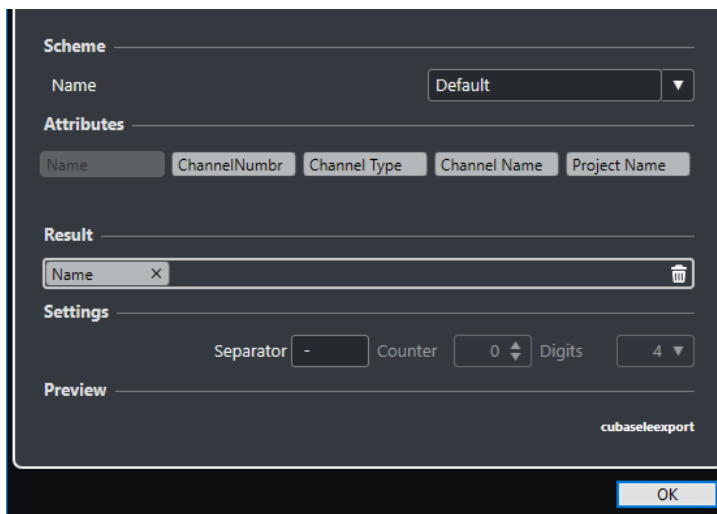 Scheme
Name Default
Attributes
Name ChannelNumbr Channel Type Channel Name Project Name
Result
Name
Settings
Separator - Counter 0 Digits 4
Preview
cubaseleexport
OK